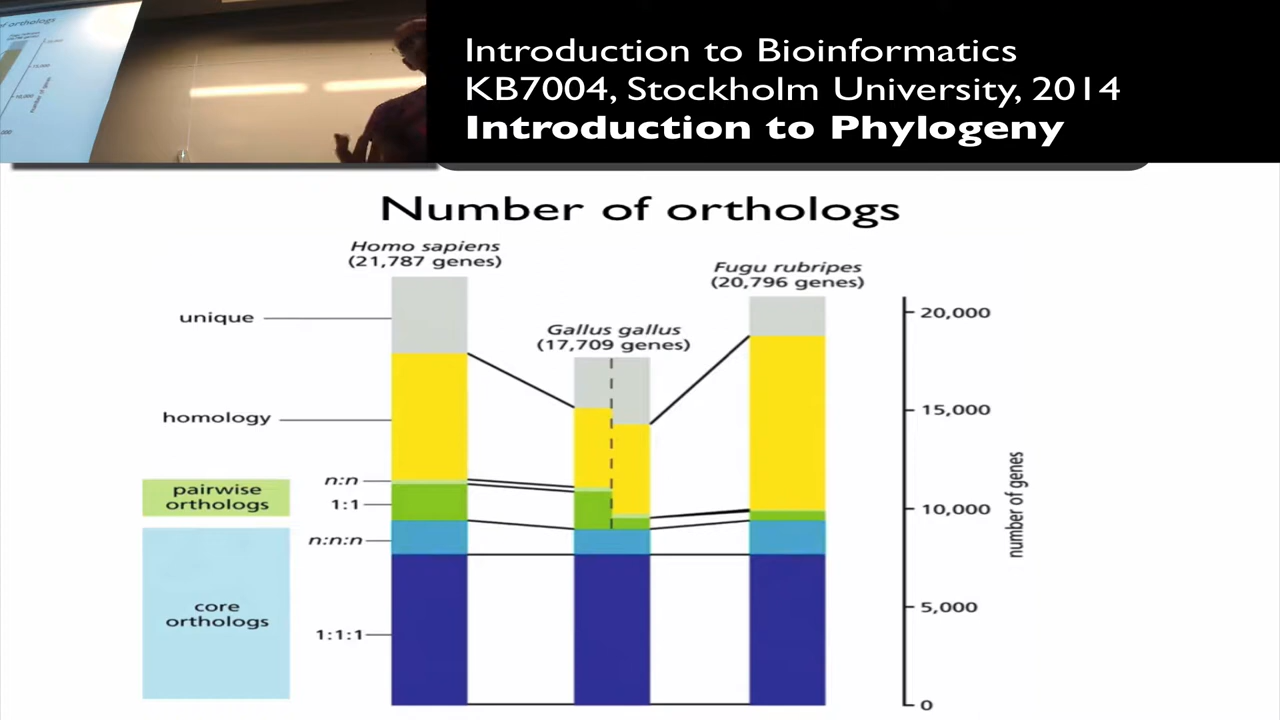 of orthologs
Introduction to Bioinformatics
KB7004, Stockholm University, 2014
Introduction to Phylogeny
Number of orthologs
Homo sapiens
(21,787 genes)
Gallus gallus
(17,709 genes)
Fugu rubripes
(20,796 genes)
unique
homology
pairwise
orthologs
n:n
1:1
n:n:n
core
orthologs
1:1:1
20,000
15,000
10,000
5,000
0
number of genes